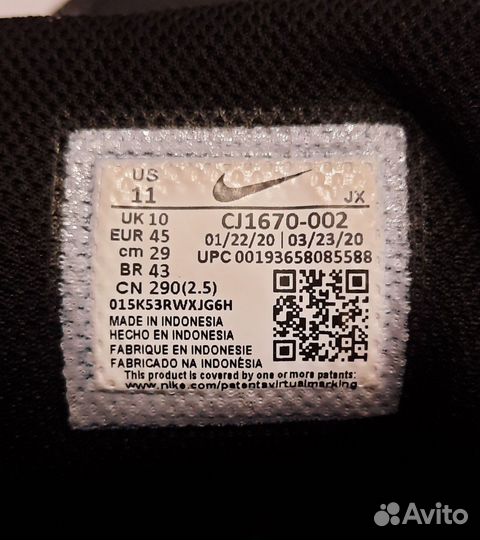 US
11
JX
UK 10
EUR 45
cm 29
BR 43
CN 290(2.5)
CJ1670-002
01/22/20 | 03/23/20
UPC 00193658085588
015K53RWXJG6H
MADE IN INDONESIA
HECHO EN INDONESIA
FABRIQUE EN INDONESIE
FABRICADO NA INDONÈSIA
This product is covered by one or more patents:
www.nike.com/patentsvirtualmarking
Avito